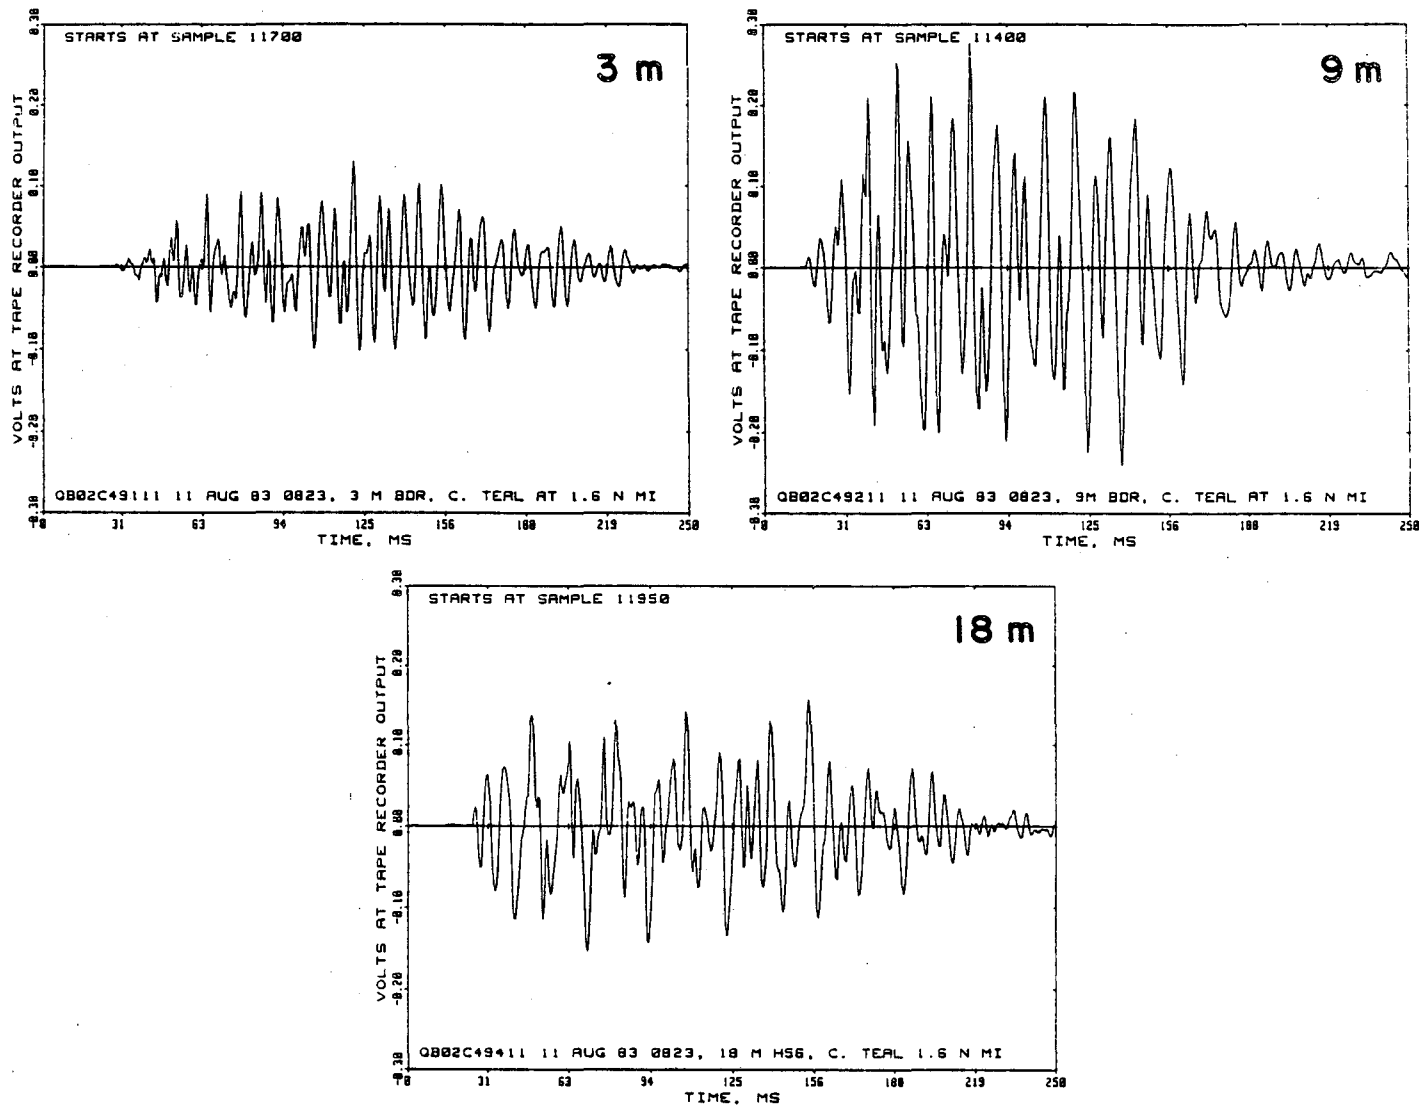 STARTS AT SAMPLE 11700
3 m
VOLTS AT TAPE RECORDER OUTPUT
0.30
0.20
0.10
0.00
-0.10
-0.20
-0.30
QB02C49111 11 AUG 83 0823, 3 M BDR, C. TEAL AT 1.6 N MI
0 31 63 94 125 156 188 219 250
TIME, MS
STARTS AT SAMPLE 11400
9 m
VOLTS AT TAPE RECORDER OUTPUT
0.30
0.20
0.10
0.00
-0.10
-0.20
-0.30
QB02C49211 11 AUG 83 0823, 9M BDR, C. TEAL AT 1.6 N MI
0 31 63 94 125 156 188 219 250
TIME, MS
STARTS AT SAMPLE 11950
18 m
VOLTS AT TAPE RECORDER OUTPUT
0.30
0.20
0.10
0.00
-0.10
-0.20
-0.30
QB02C49411 11 AUG 83 0823, 18 M HS6, C. TEAL 1.6 N MI
0 31 63 94 125 156 188 219 250
TIME, MS